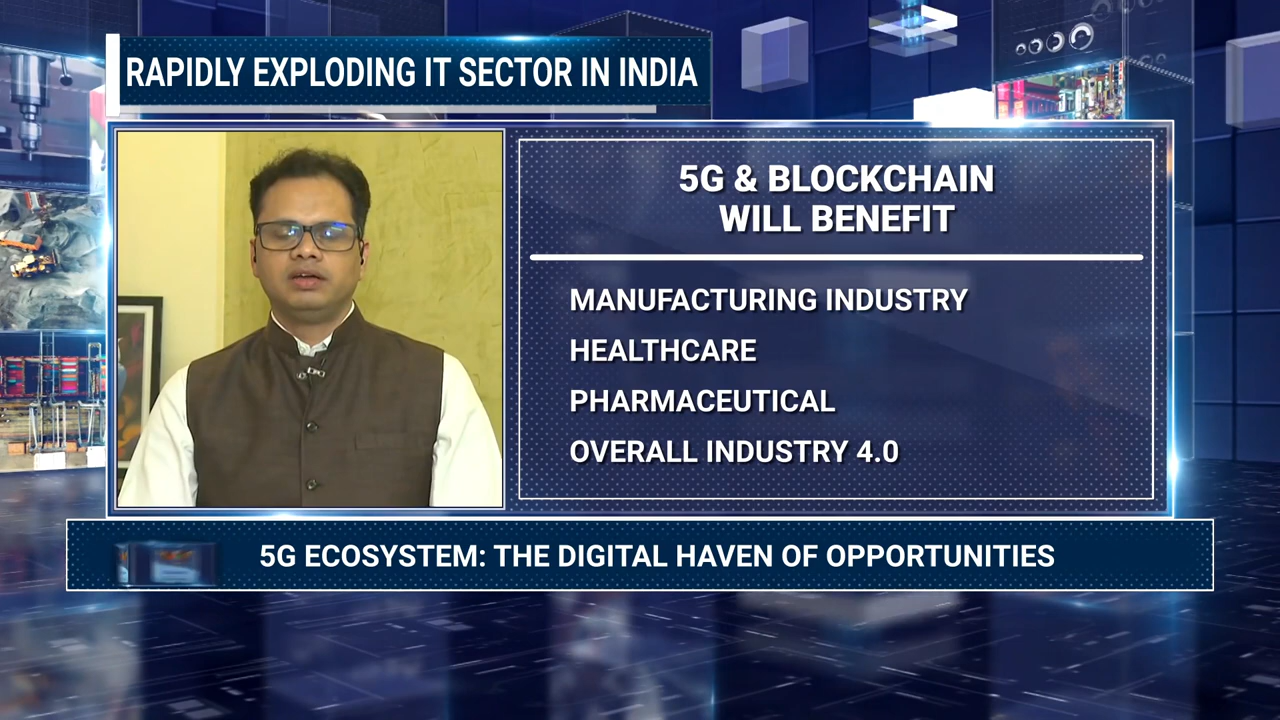 RAPIDLY EXPLODING IT SECTOR IN INDIA
5G & BLOCKCHAIN
WILL BENEFIT
MANUFACTURING INDUSTRY
HEALTHCARE
PHARMACEUTICAL
OVERALL INDUSTRY 4.0
5G ECOSYSTEM: THE DIGITAL HAVEN OF OPPORTUNITIES